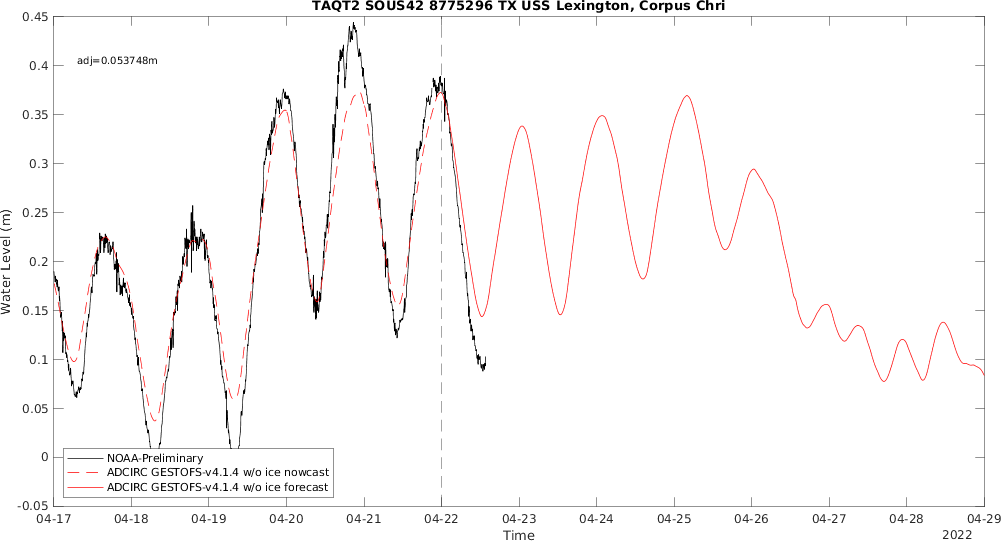 TAQT2 SOUS42 8775296 TX USS Lexington, Corpus Chri
adj=0.053748m
Water Level (m)
0.45
0.4
0.35
0.3
0.25
0.2
0.15
0.1
0.05
0
-0.05
NOAA-Preliminary
ADCIRC GESTOFS-v4.1.4 w/o ice nowcast
ADCIRC GESTOFS-v4.1.4 w/o ice forecast
04-17 04-18 04-19 04-20 04-21 04-22 04-23 04-24 04-25 04-26 04-27 04-28 04-29
Time
2022